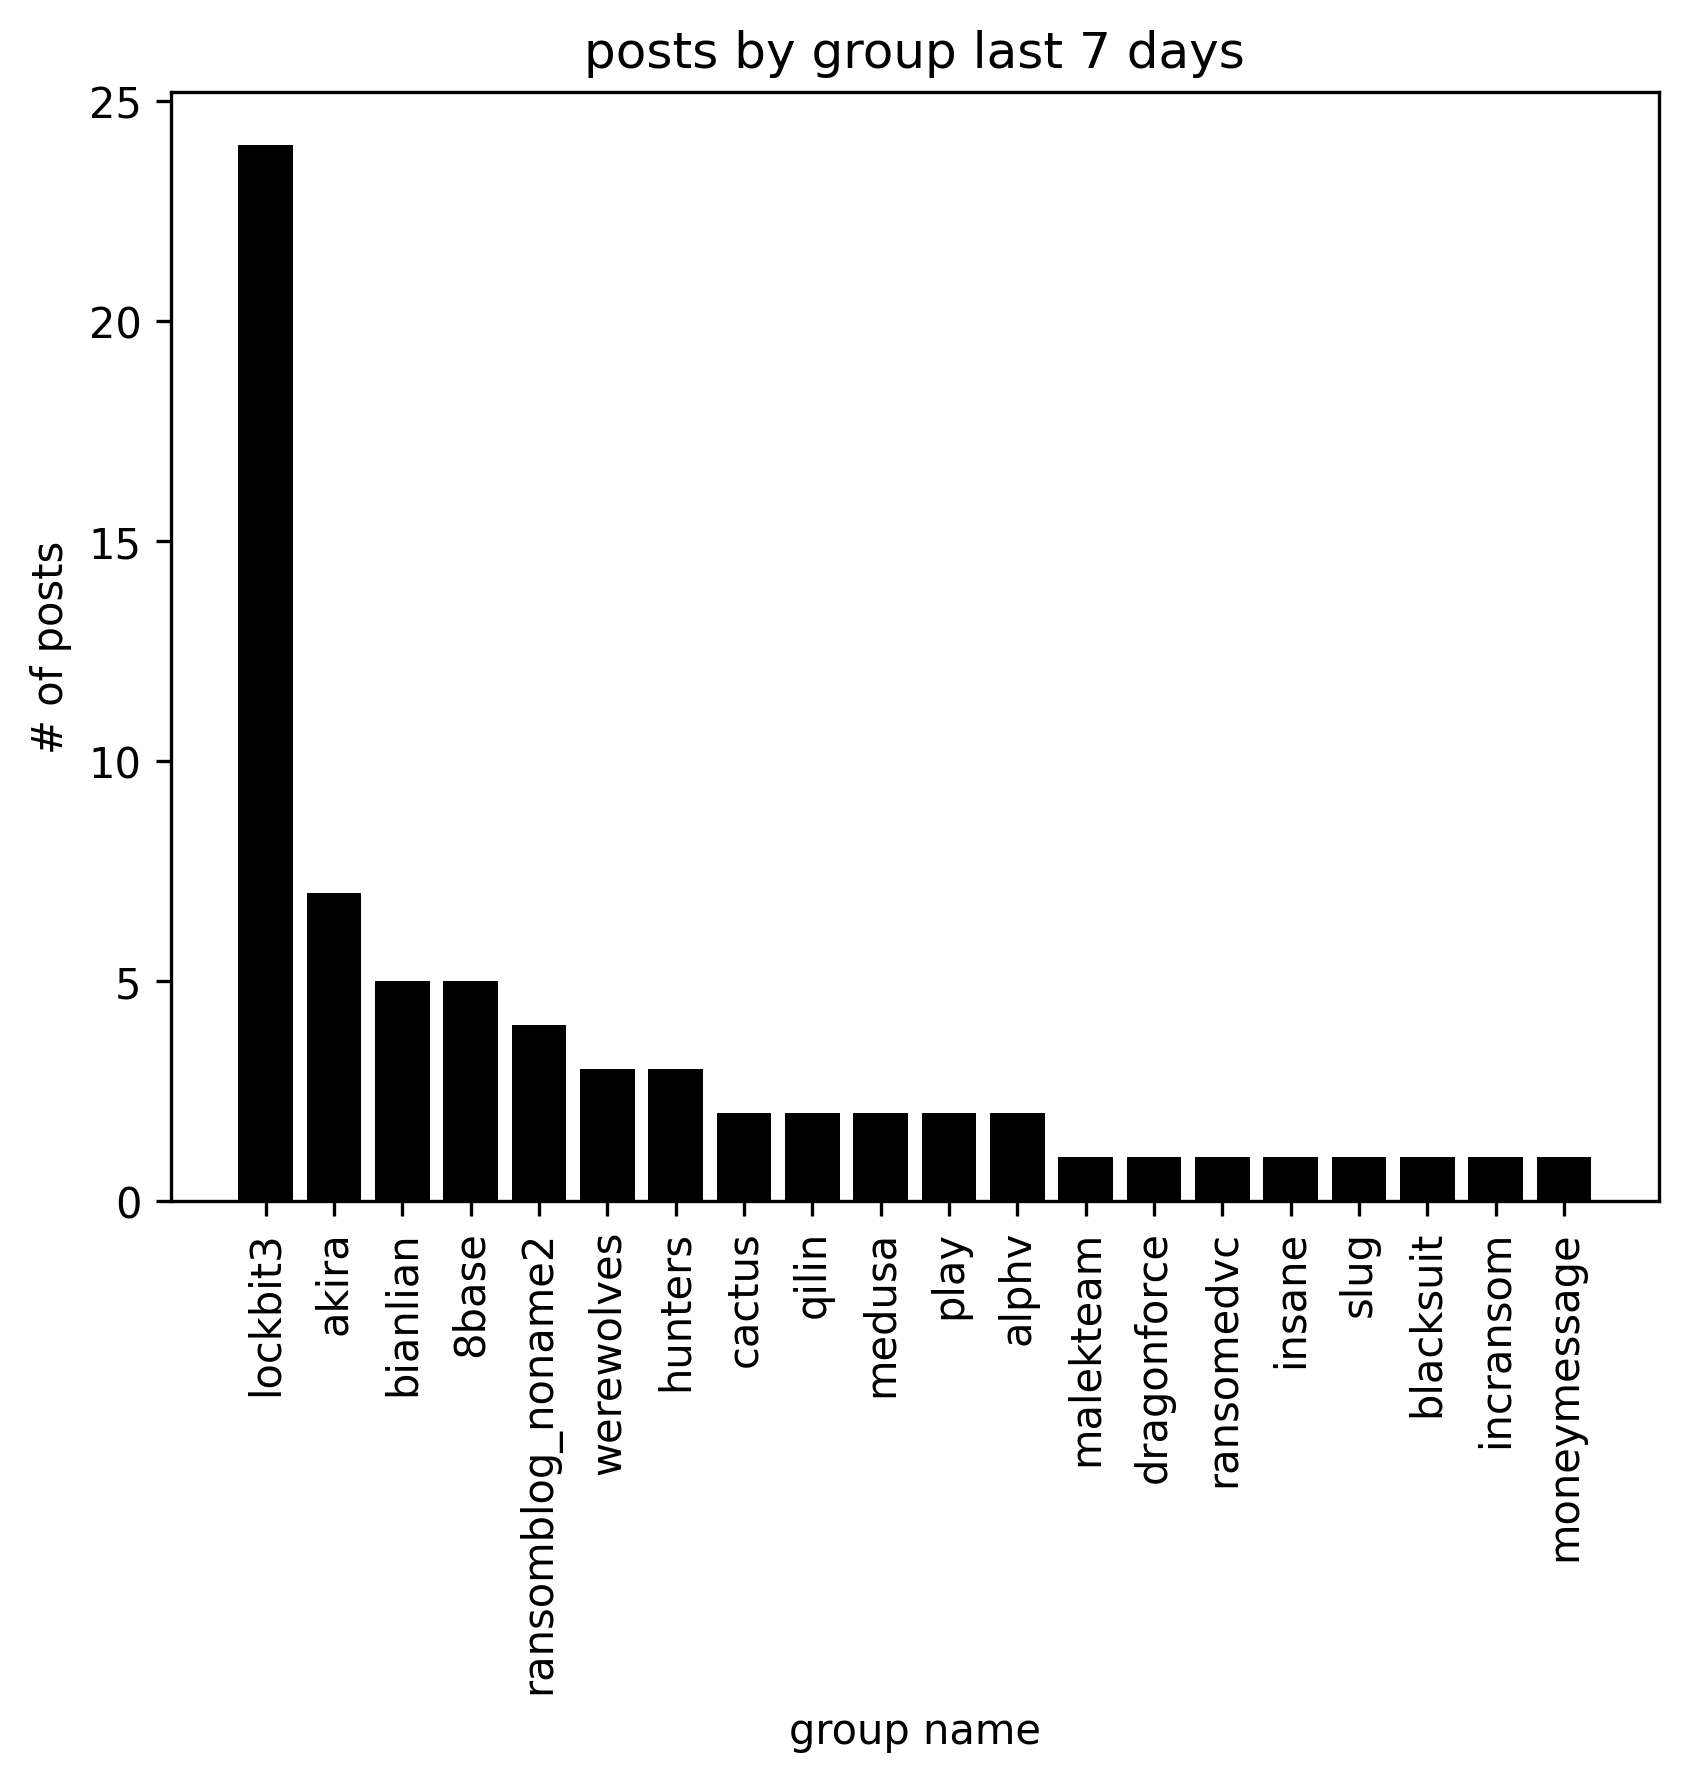 posts by group last 7 days
25
20
15
10
5
0
# of posts
lockbit3
akira
bianlian
8base
ransomblog_noname2
werewolves
hunters
cactus
qilin
medusa
play
alphv
malekteam
dragonforce
ransomedvc
insane
slug
blacksuit
incransom
moneymessage
group name